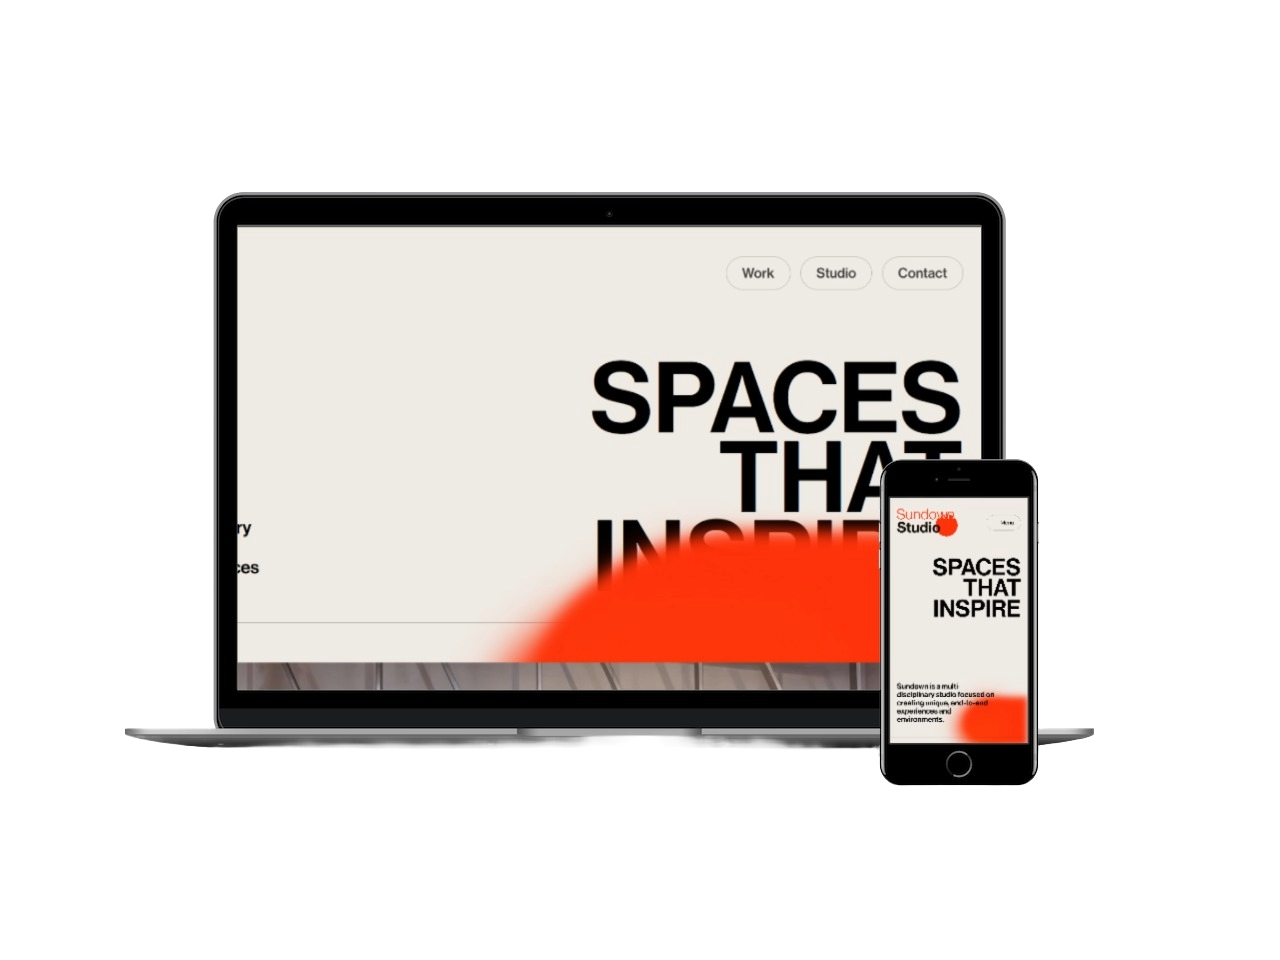 Work Studio Contact
SPACES
THAT
INSPIRE
ry
ces
Sundown
Studio
Menu
SPACES
THAT
INSPIRE
Sundown is a multi
disciplinary studio focused on
creating unique, end-to-end
experiences and
environments.